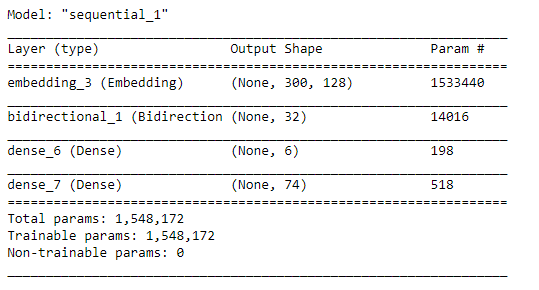 Model: "sequential_1"
_________________________________________________________________
Layer (type)                 Output Shape              Param #
=================================================================
embedding_3 (Embedding)      (None, 300, 128)          1533440
_________________________________________________________________
bidirectional_1 (Bidirection (None, 32)                14016
_________________________________________________________________
dense_6 (Dense)              (None, 6)                 198
_________________________________________________________________
dense_7 (Dense)              (None, 74)                518
=================================================================
Total params: 1,548,172
Trainable params: 1,548,172
Non-trainable params: 0
_________________________________________________________________